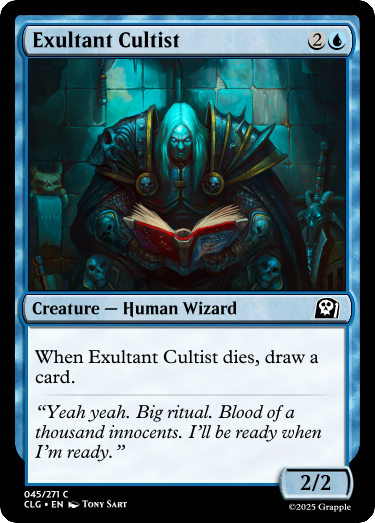 Exultant Cultist 2
Creature — Human Wizard
When Exultant Cultist dies, draw a
card.
“Yeah yeah. Big ritual. Blood of a
thousand innocents. I'll be ready when
I'm ready.”
2/2
045/271 C
CLG • EN Tony Sart
©2025 Grapple